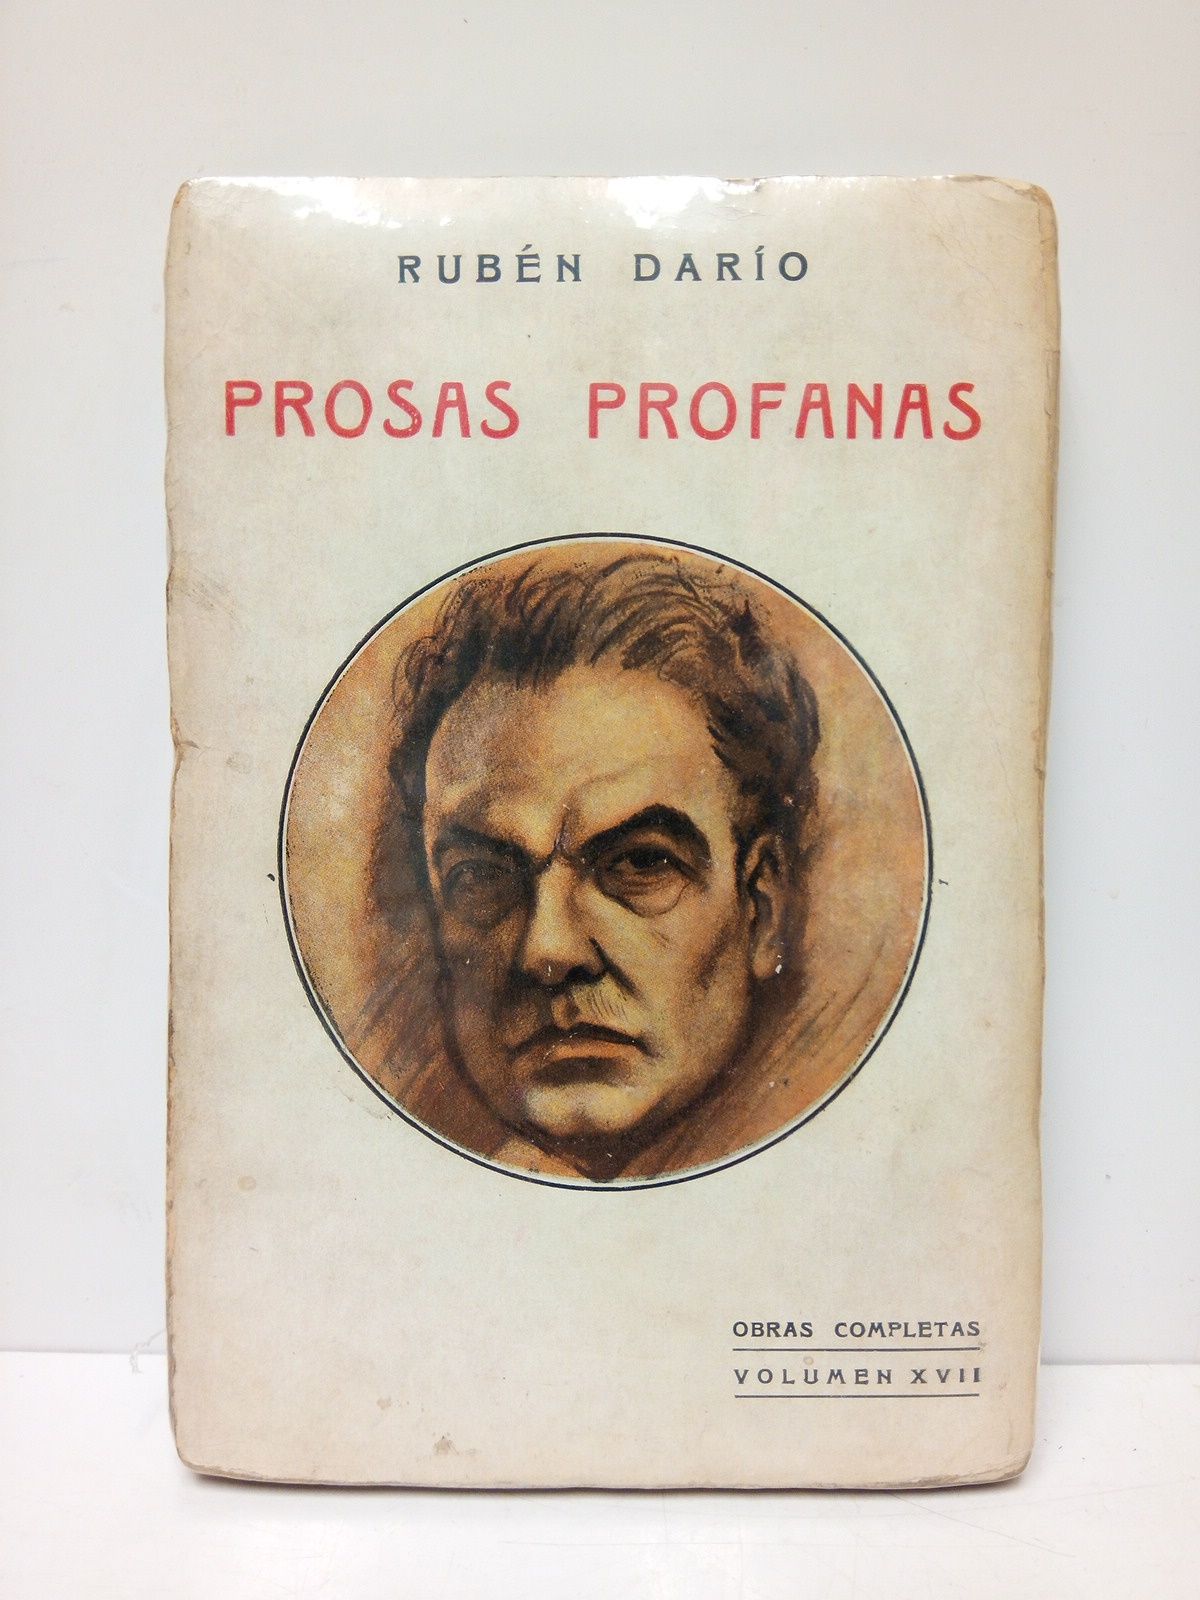 RUBÉN DARÍO
PROSAS PROFANAS
OBRAS COMPLETAS
VOLUMEN XVII